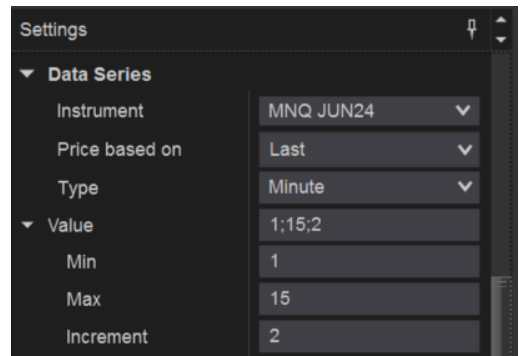 Settings
Data Series
Instrument MNQ JUN24
Price based on Last
Type Minute
Value 1;15;2
Min 1
Max 15
Increment 2